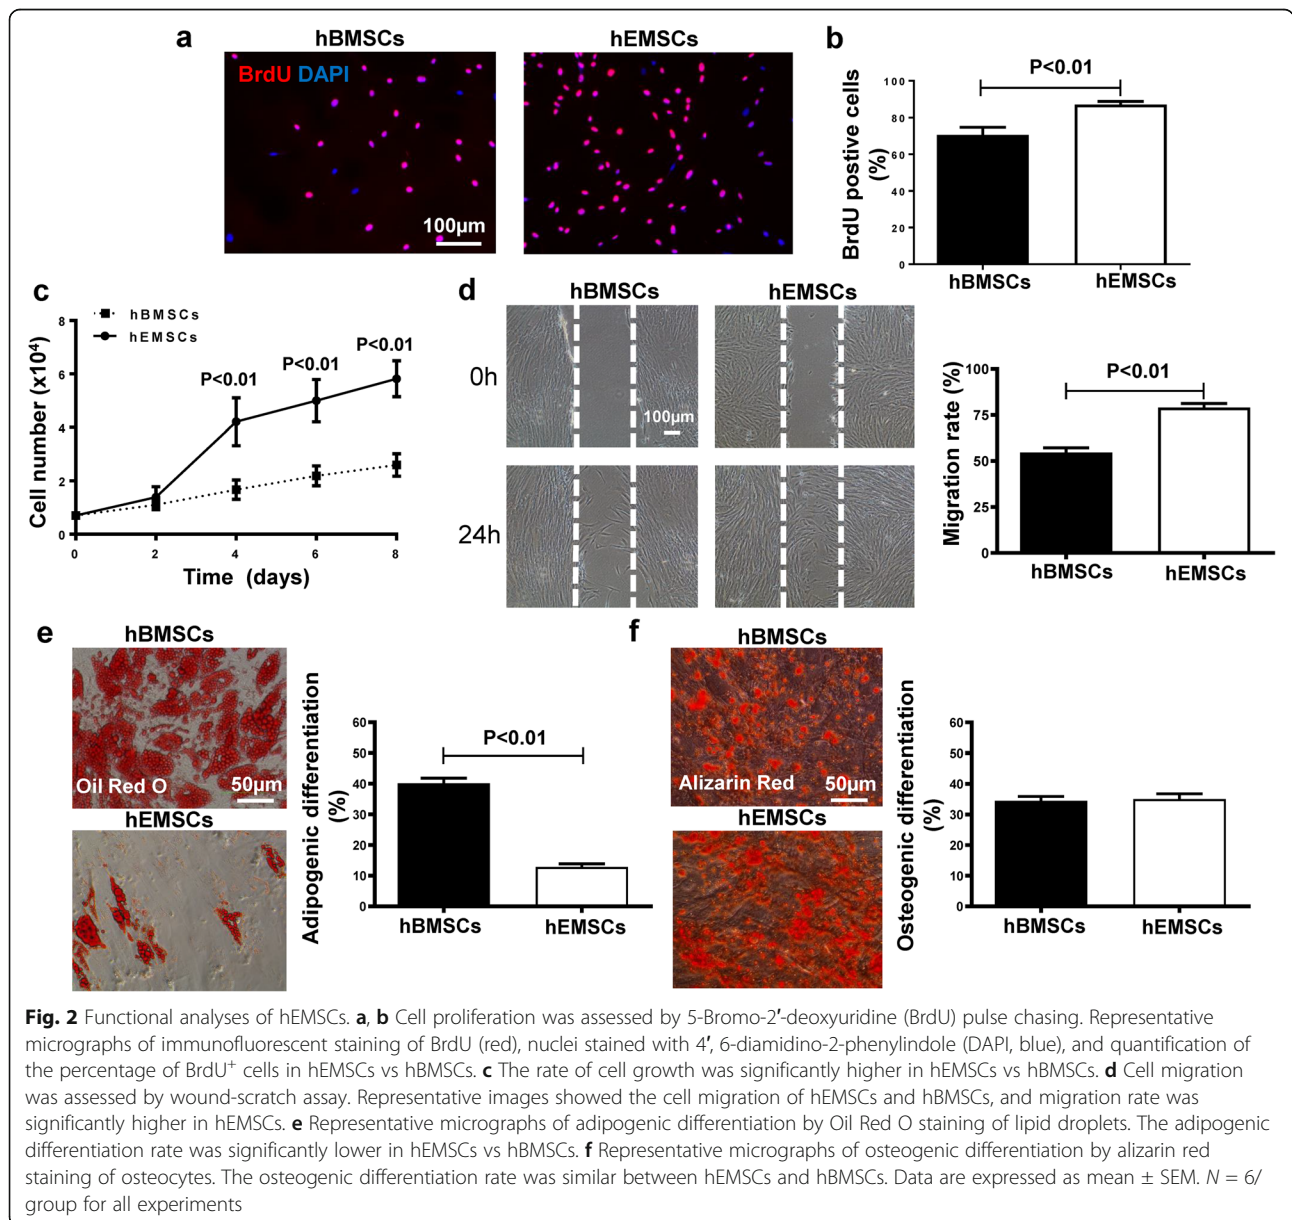 a
hBMSCs
hEMSCs
BrdU DAPI
100µm
b
P<0.01
BrdU postive cells
(%)
100
80
60
40
20
0
hBMSCs
hEMSCs
c
hBMSCs
hEMSCs
8
6
4
2
0
Cell number (x10⁴)
P<0.01
P<0.01
P<0.01
0
2
4
6
8
Time (days)
d
hBMSCs
hEMSCs
0h
100µm
24h
P<0.01
Migration rate (%)
100
75
50
25
0
hBMSCs
hEMSCs
e
hBMSCs
Oil Red O
50µm
hEMSCs
Adipogenic differentiation
(%)
60
50
40
30
20
10
0
P<0.01
hBMSCs
hEMSCs
f
hBMSCs
Alizarin Red
50µm
hEMSCs
Osteogenic differentiation
(%)
60
50
40
30
20
10
0
hBMSCs
hEMSCs
Fig. 2 Functional analyses of hEMSCs. a, b Cell proliferation was assessed by 5-Bromo-2′-deoxyuridine (BrdU) pulse chasing. Representative
micrographs of immunofluorescent staining of BrdU (red), nuclei stained with 4′, 6-diamidino-2-phenylindole (DAPI, blue), and quantification of
the percentage of BrdU⁺ cells in hEMSCs vs hBMSCs. c The rate of cell growth was significantly higher in hEMSCs vs hBMSCs. d Cell migration
was assessed by wound-scratch assay. Representative images showed the cell migration of hEMSCs and hBMSCs, and migration rate was
significantly higher in hEMSCs. e Representative micrographs of adipogenic differentiation by Oil Red O staining of lipid droplets. The adipogenic
differentiation rate was significantly lower in hEMSCs vs hBMSCs. f Representative micrographs of osteogenic differentiation by alizarin red
staining of osteocytes. The osteogenic differentiation rate was similar between hEMSCs and hBMSCs. Data are expressed as mean ± SEM. N = 6/
group for all experiments